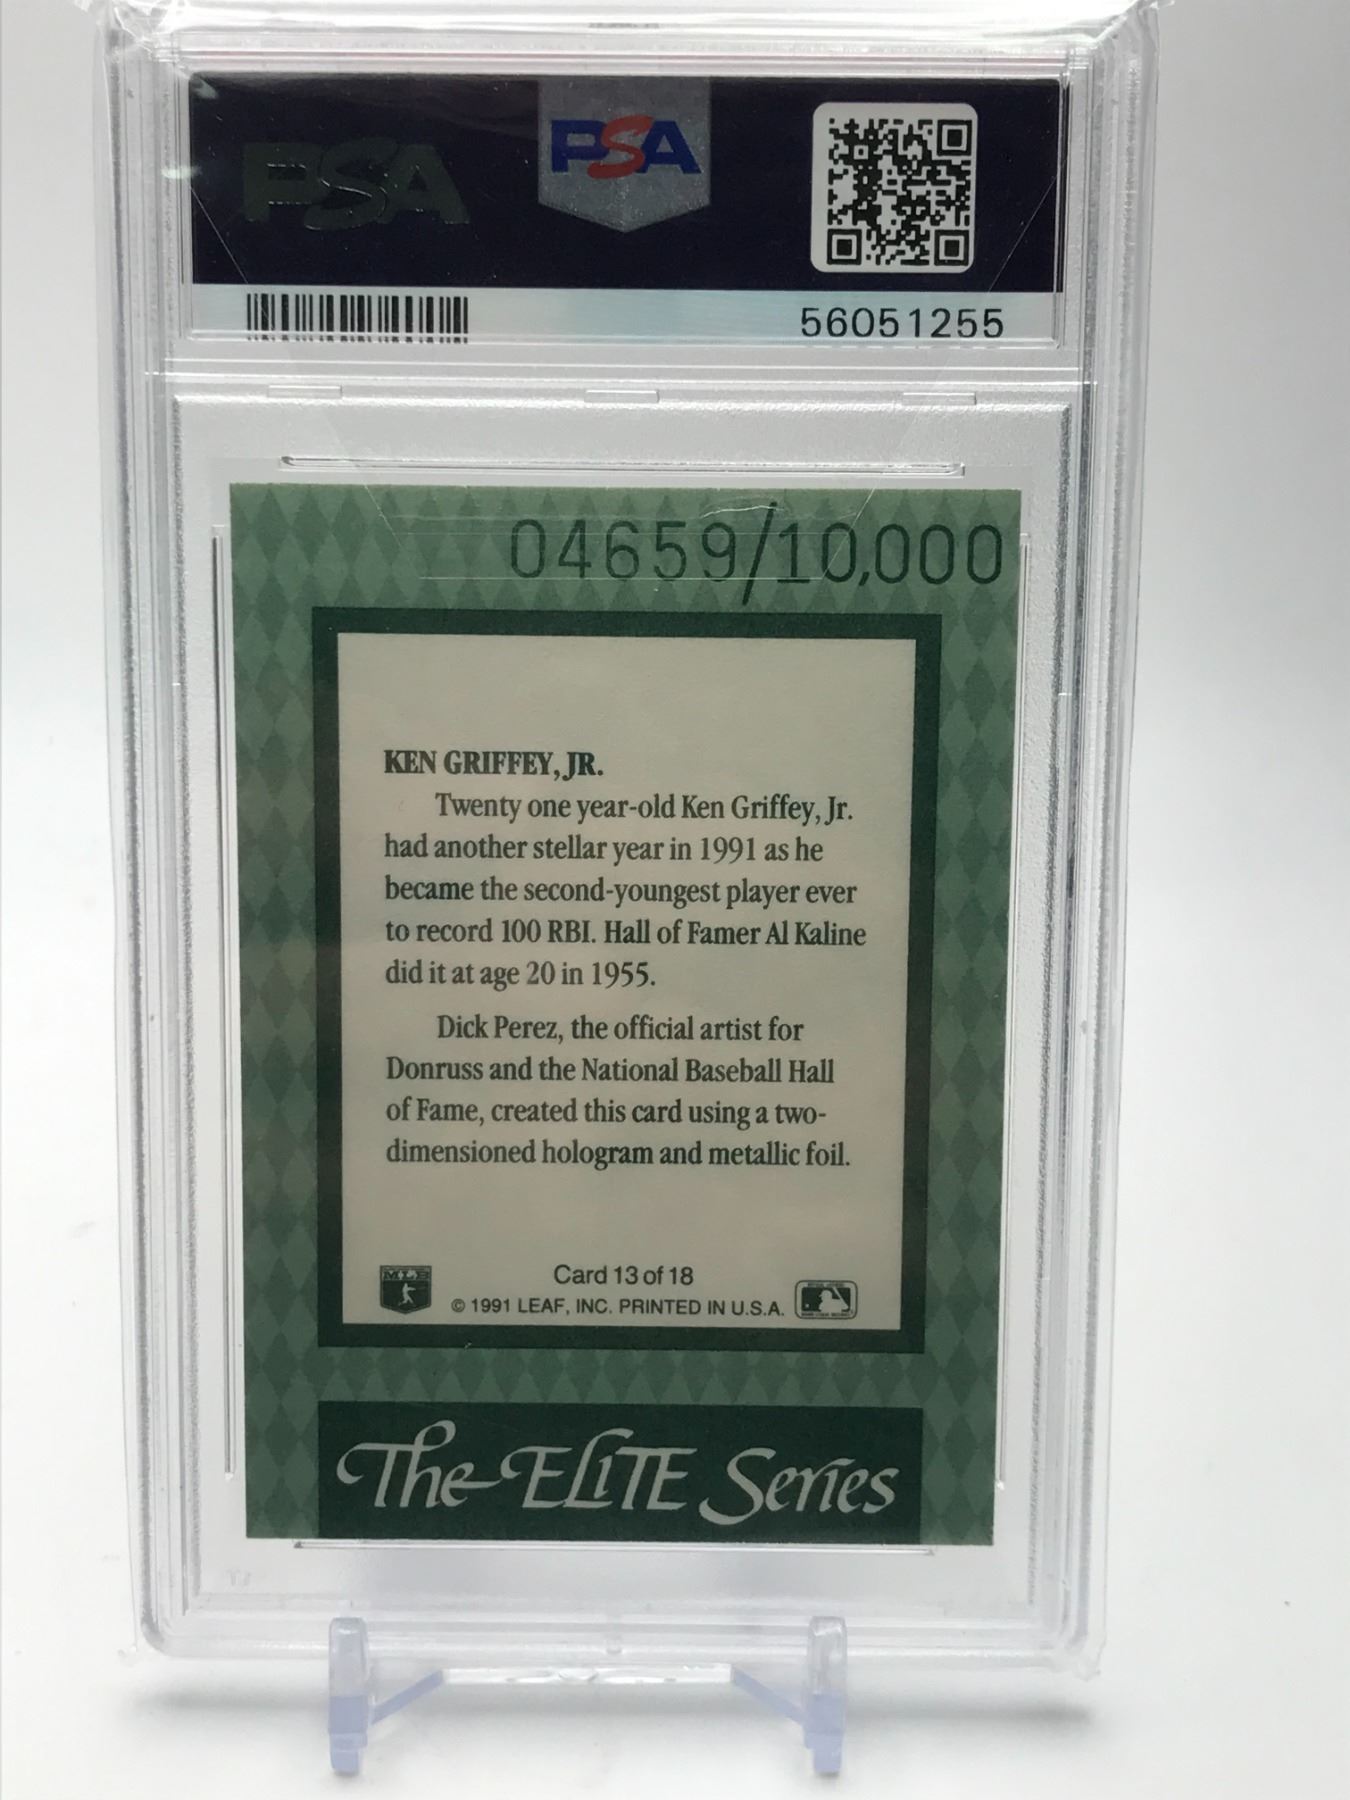 PSA
PSA
56051255
04659/10,000
KEN GRIFFEY, JR.
Twenty one year-old Ken Griffey, Jr.
had another stellar year in 1991 as he
became the second-youngest player ever
to record 100 RBI. Hall of Famer Al Kaline
did it at age 20 in 1955.
Dick Perez, the official artist for
Donruss and the National Baseball Hall
of Fame, created this card using a two-
dimensioned hologram and metallic foil.
MLB
Card 13 of 18
© 1991 LEAF, INC. PRINTED IN U.S.A.
The ELITE Series